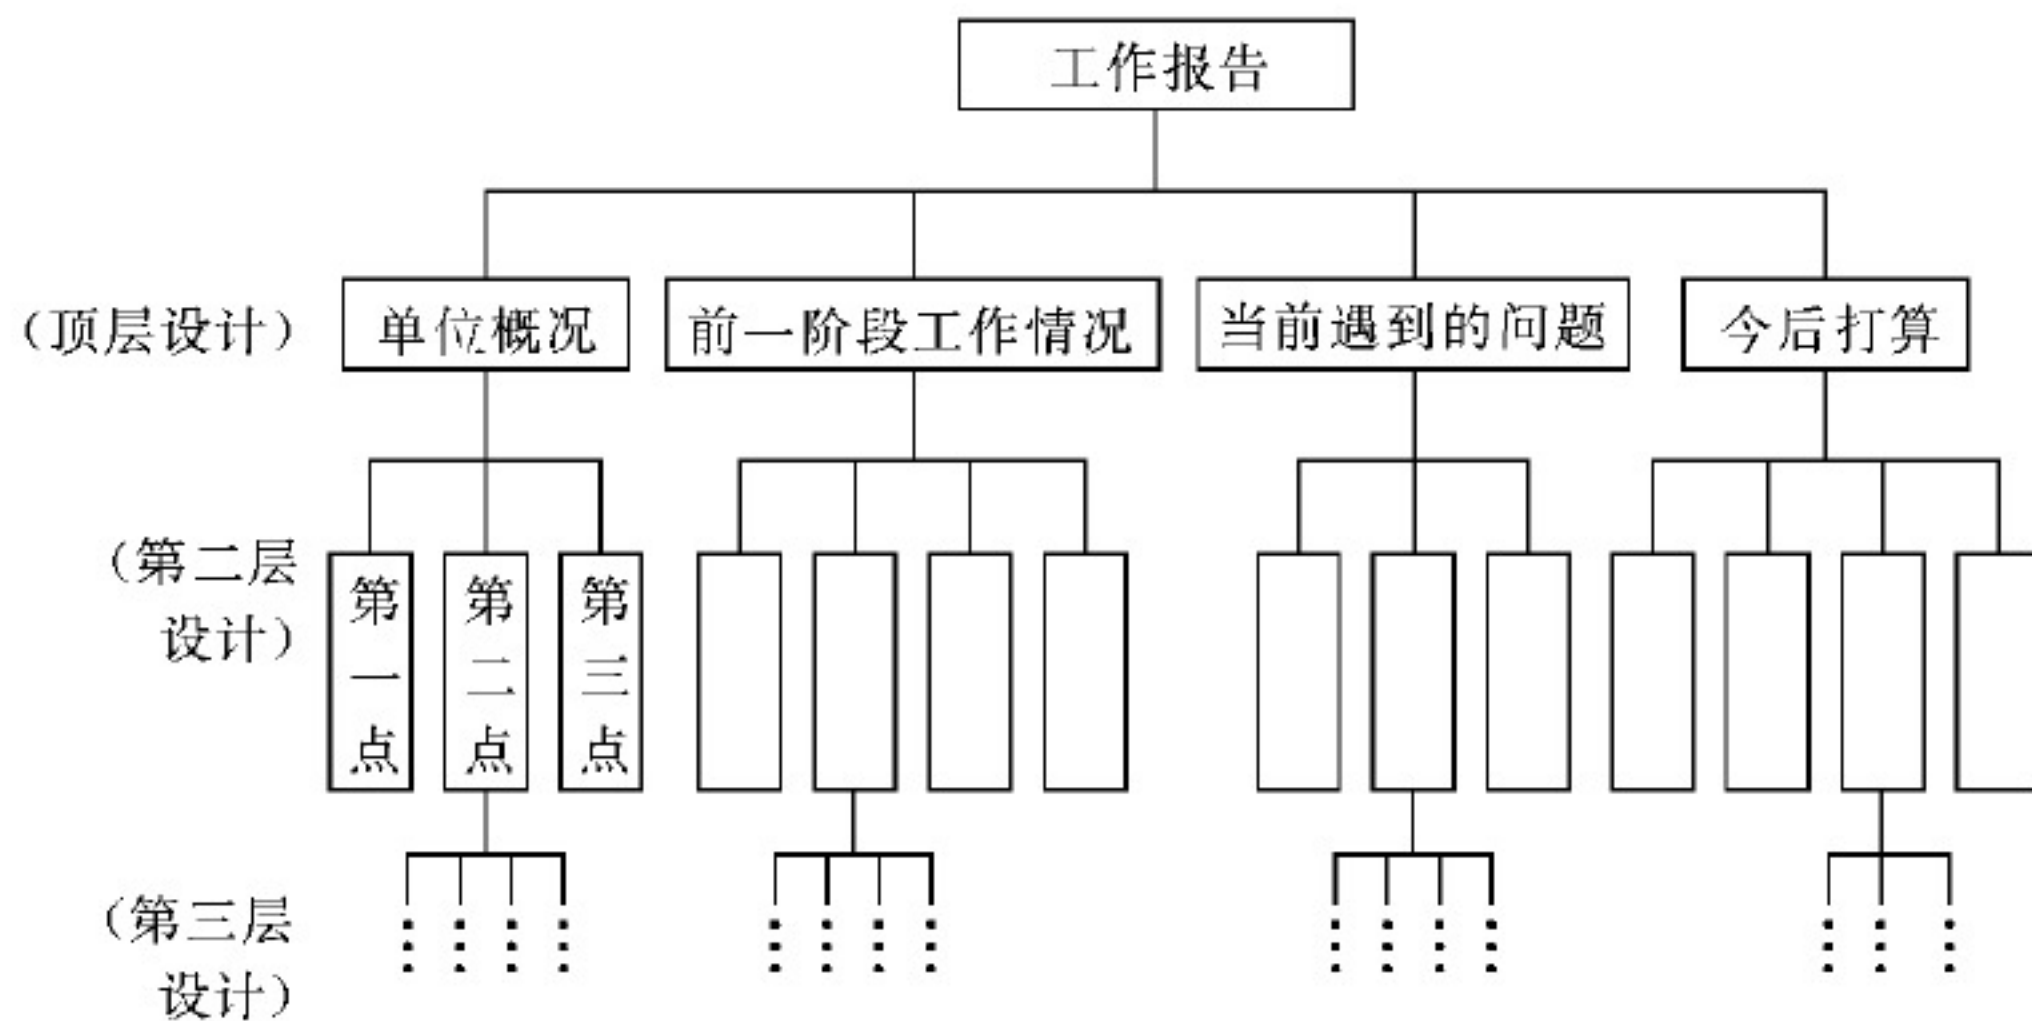 工作报告
（顶层设计）
单位概况
前一阶段工作情况
当前遇到的问题
今后打算
（第二层
设计）
第一点
第二点
第三点
（第三层
设计）